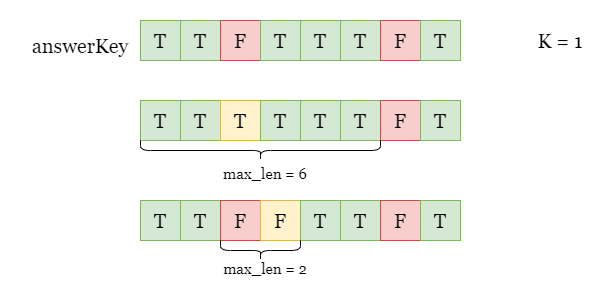 answerKey T T F T T T F T K = 1
T T T T T T F T
max_len = 6
T T F F T T F T
max_len = 2